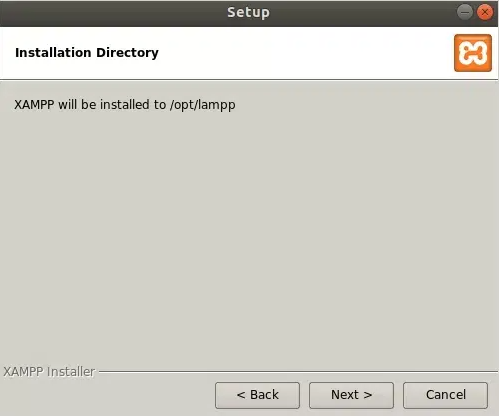 Setup
Installation Directory
XAMPP will be installed to /opt/lampp
XAMPP Installer
< Back
Next >
Cancel